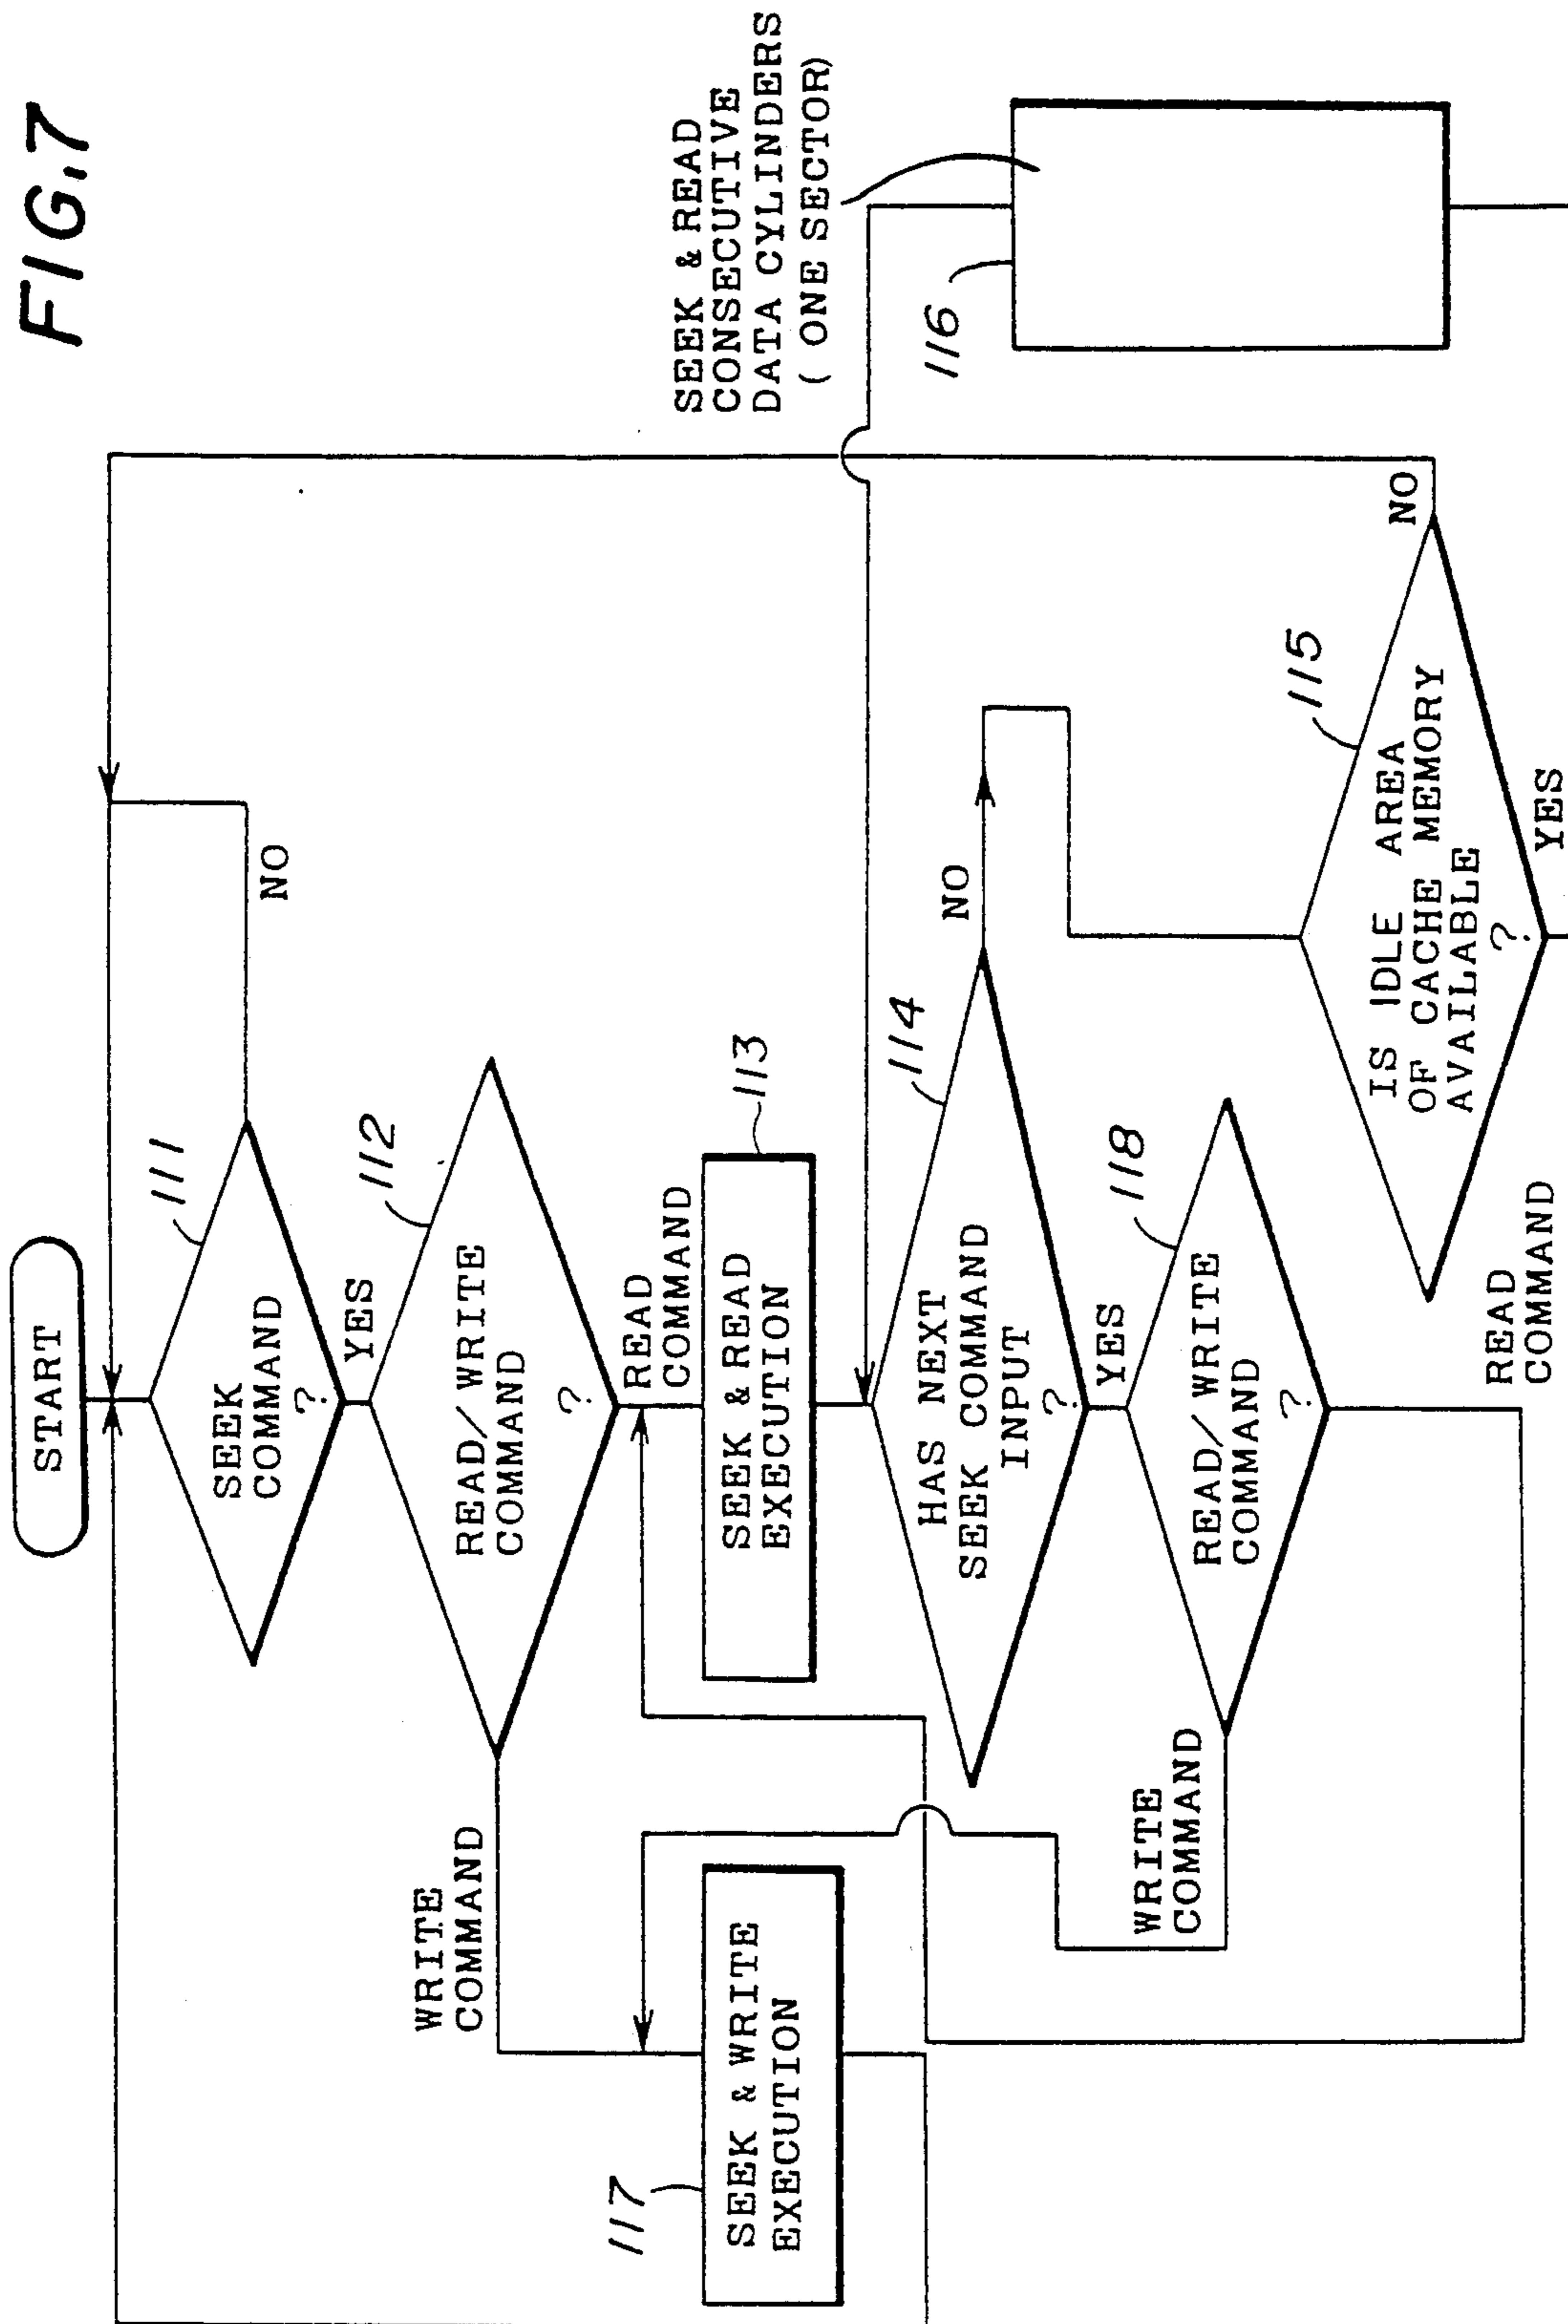 FIG. 7
START
111
SEEK
COMMAND
?
NO
YES
112
READ/WRITE
COMMAND
?
WRITE
COMMAND
READ
COMMAND
113
SEEK & READ
EXECUTION
117
SEEK & WRITE
EXECUTION
114
HAS NEXT
SEEK COMMAND
INPUT
?
NO
YES
118
READ/WRITE
COMMAND
?
WRITE
COMMAND
READ
COMMAND
115
IS IDLE AREA
OF CACHE MEMORY
AVAILABLE
?
NO
YES
116
SEEK & READ
CONSECUTIVE
DATA CYLINDERS
( ONE SECTOR)